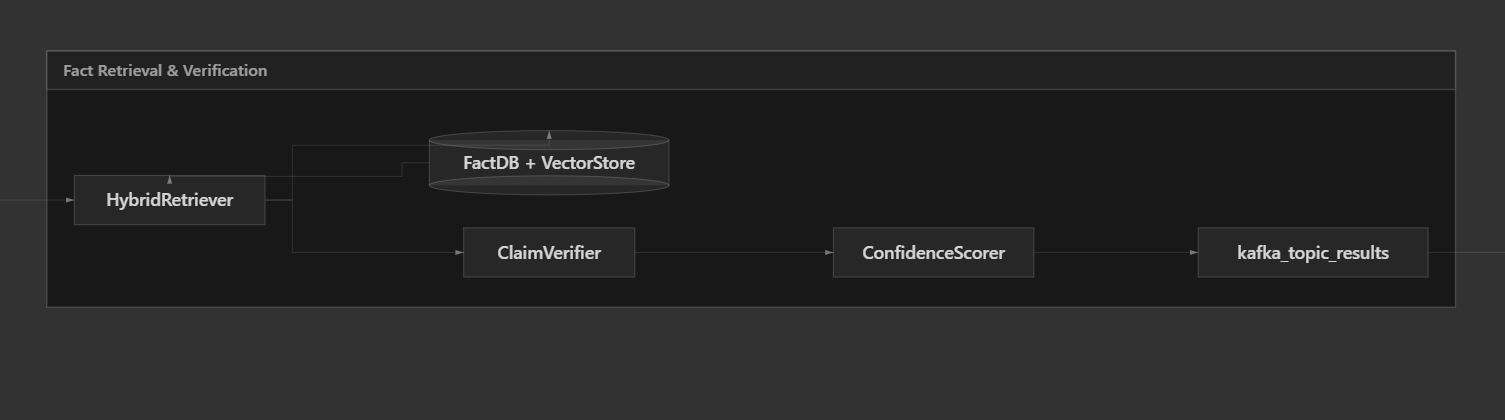 Fact Retrieval & Verification
FactDB + VectorStore
HybridRetriever
ClaimVerifier
ConfidenceScorer
kafka_topic_results